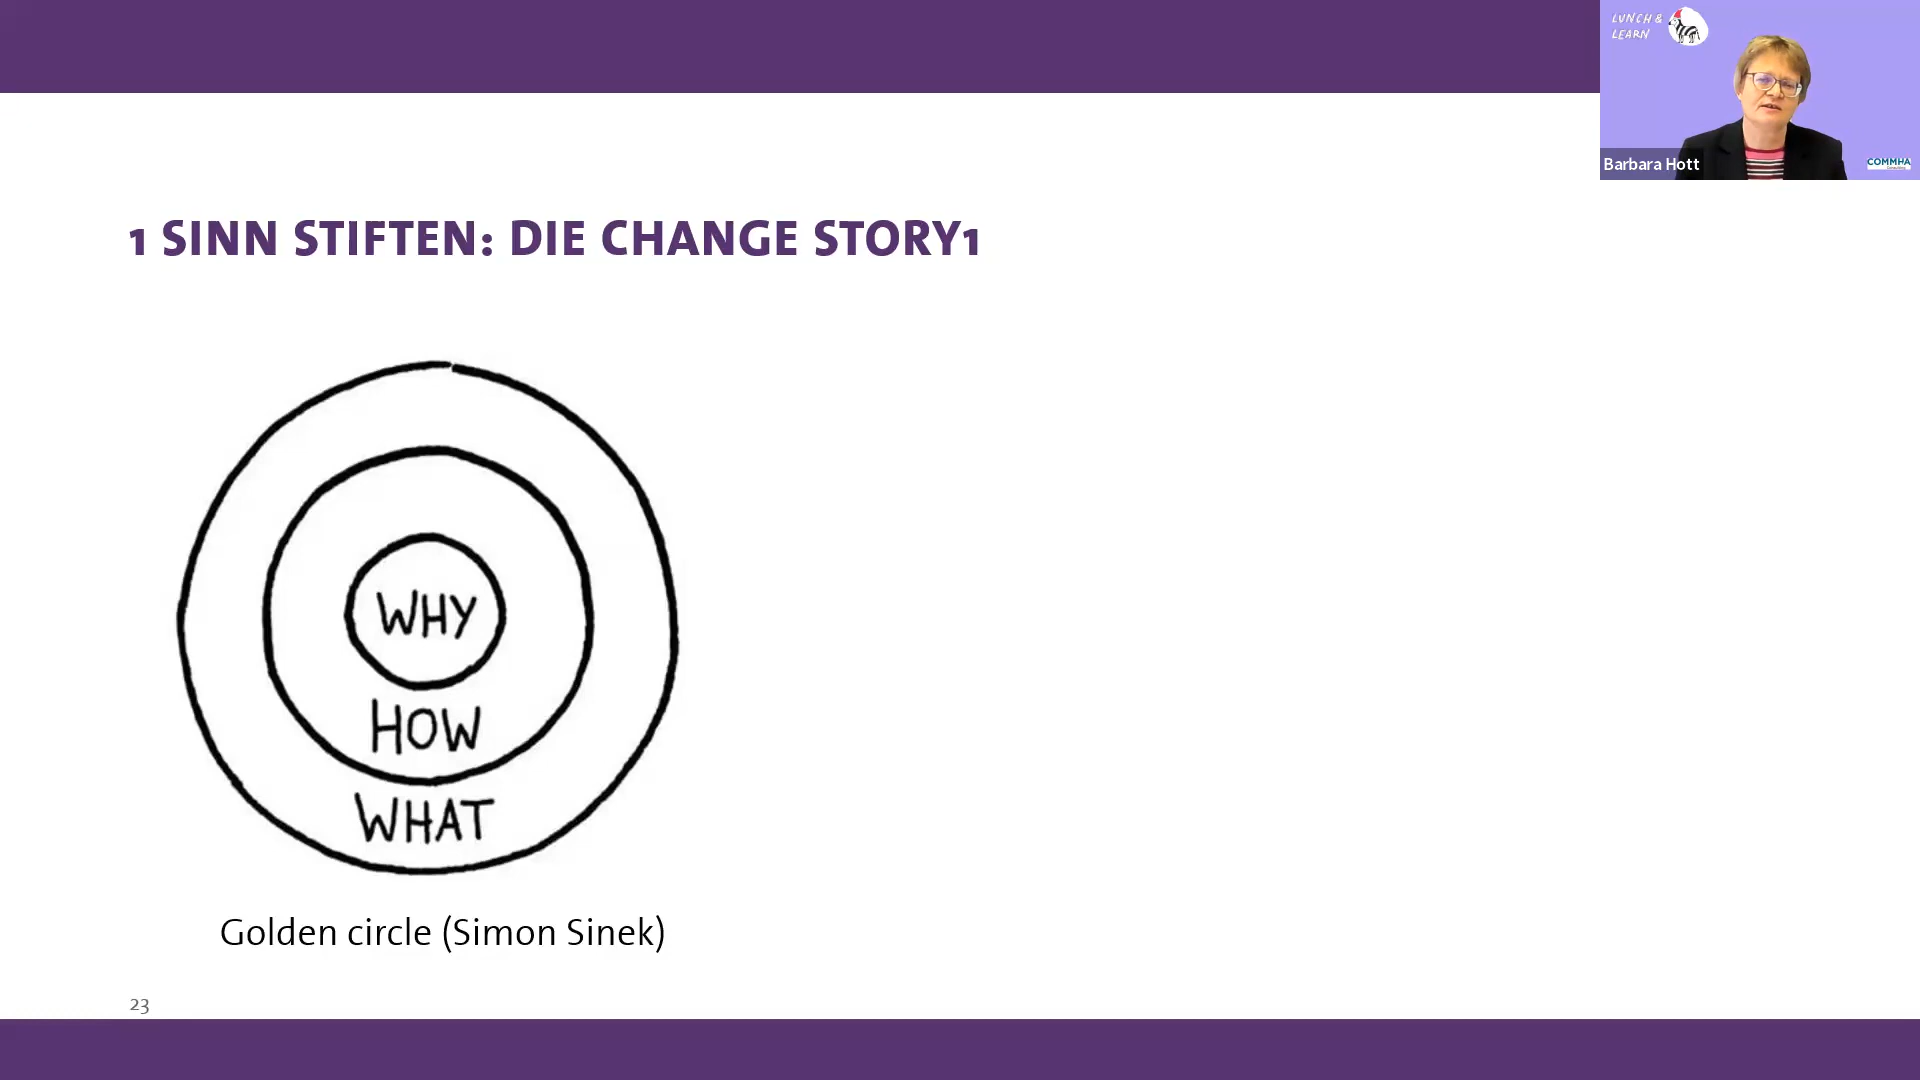 LUNCH &
LEARN
Barbara Hott
COMMHA
1 SINN STIFTEN: DIE CHANGE STORY1
WHY
HOW
WHAT
Golden circle (Simon Sinek)
23